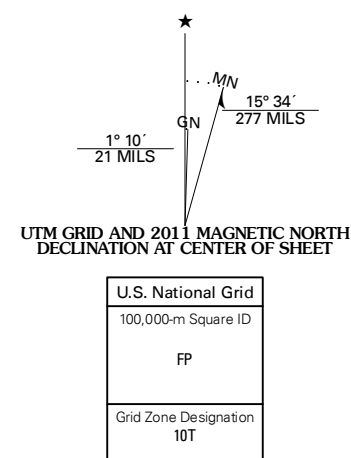 ★
MN
15° 34´
277 MILS
GN
1° 10´
21 MILS
UTM GRID AND 2011 MAGNETIC NORTH
DECLINATION AT CENTER OF SHEET
U.S. National Grid
100,000-m Square ID
FP
Grid Zone Designation
10T